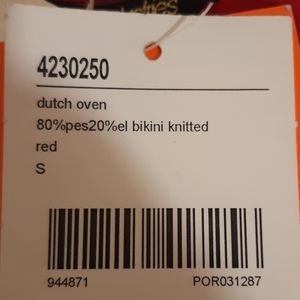 4230250
dutch oven
80%pes20%el bikini knitted
red
S
944871 POR031287